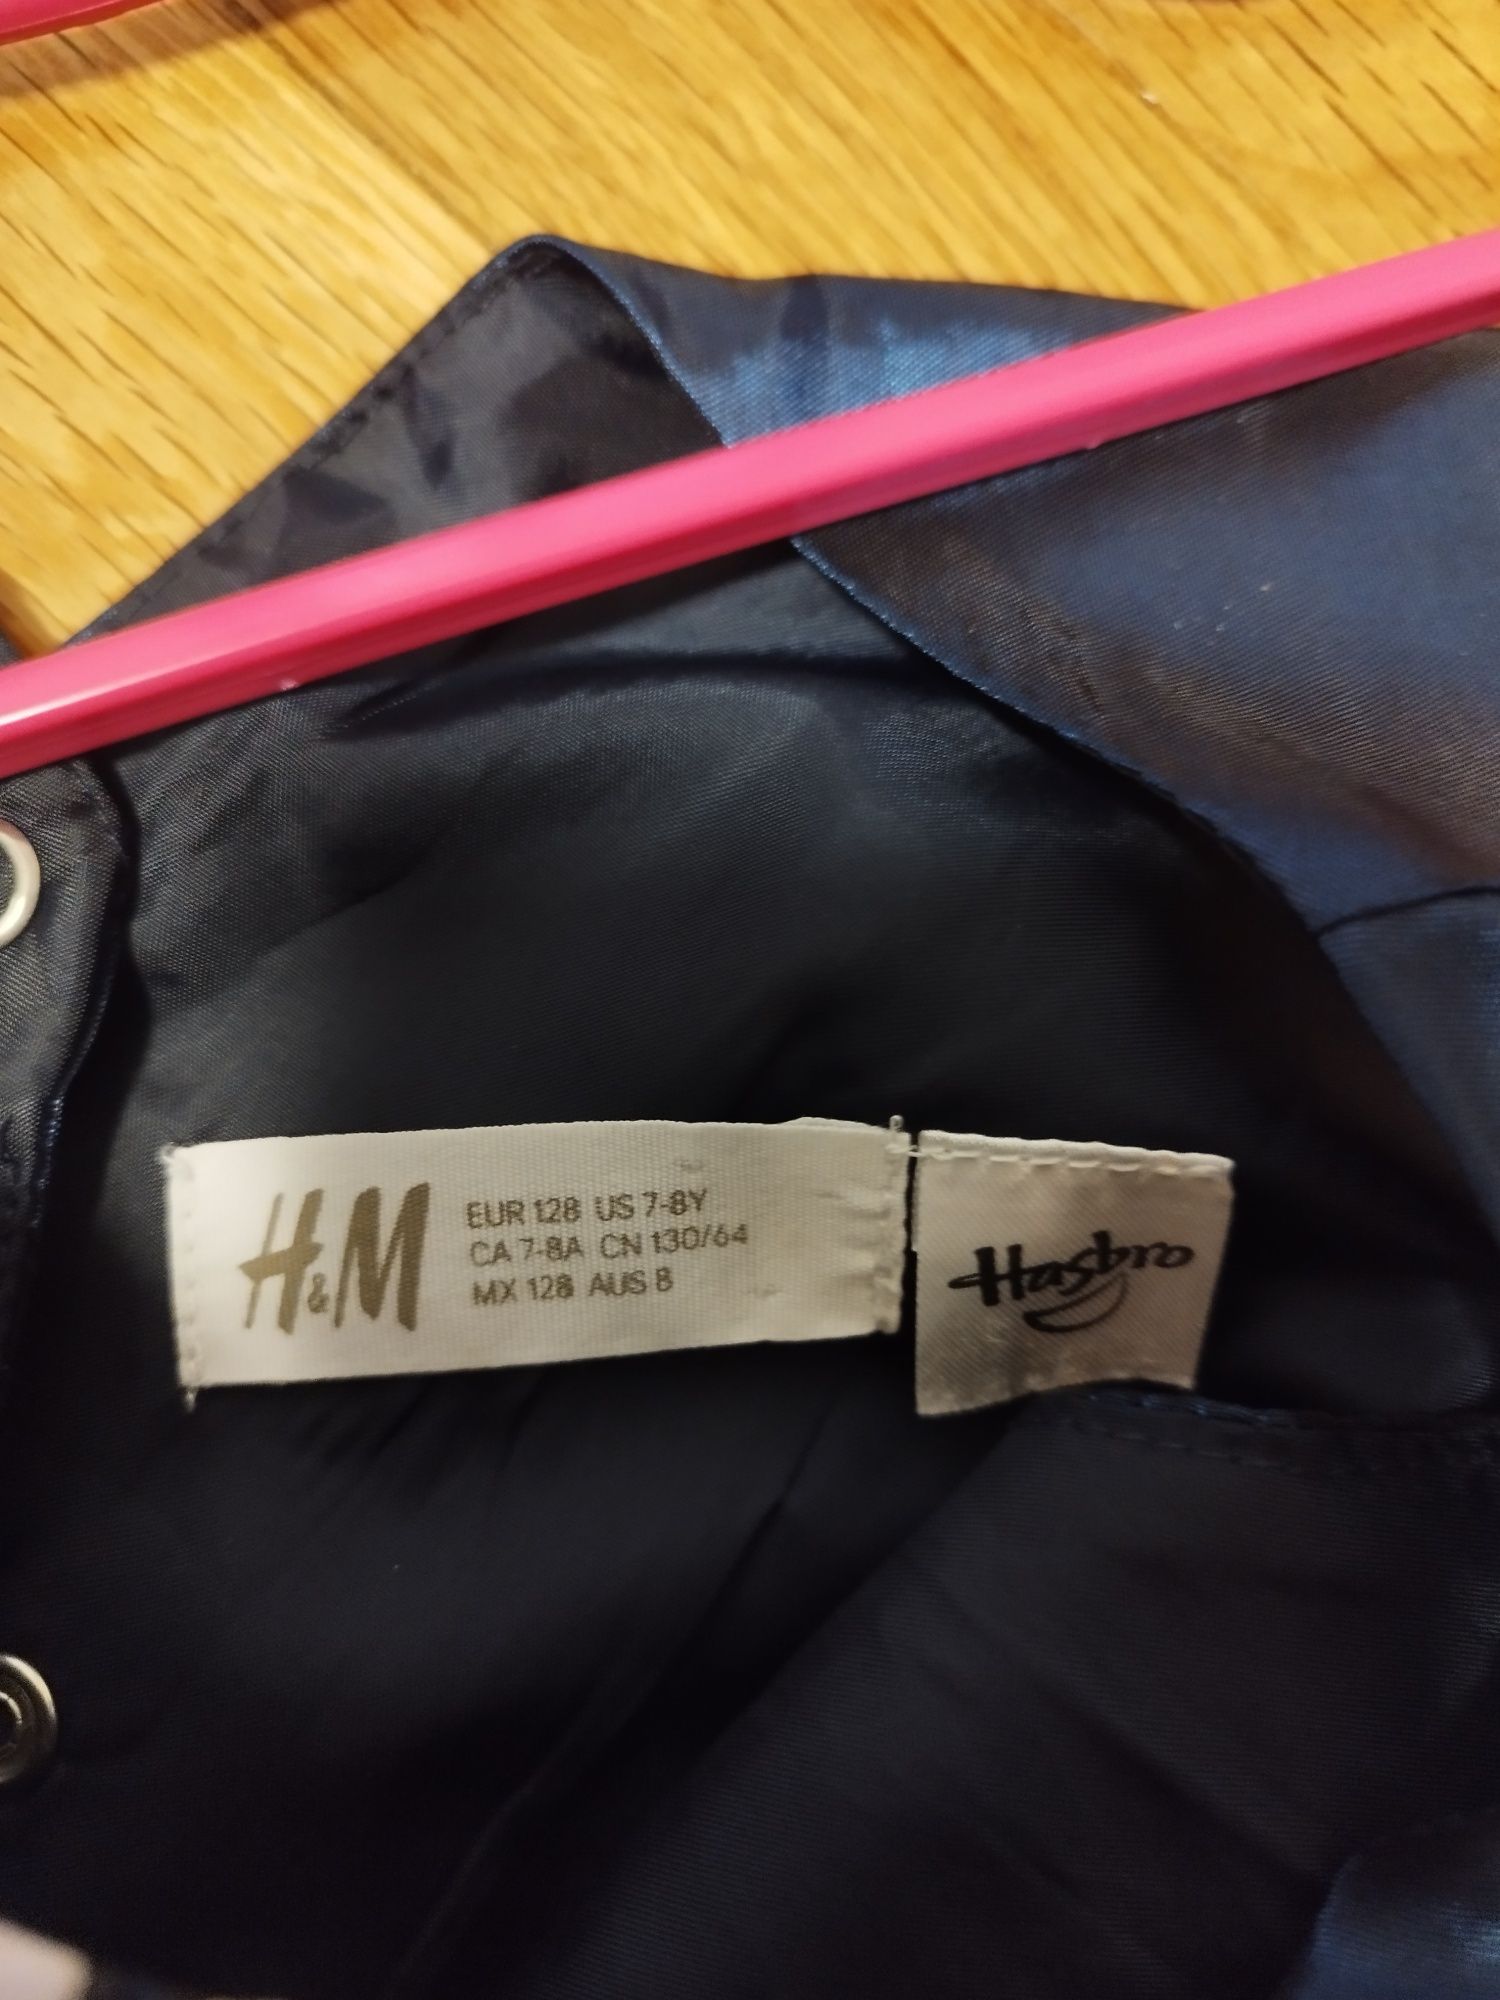 H&M
EUR 128 US 7-8Y
CA 7-8A CN 130/64
MX 128 AUS 8
Hasbro